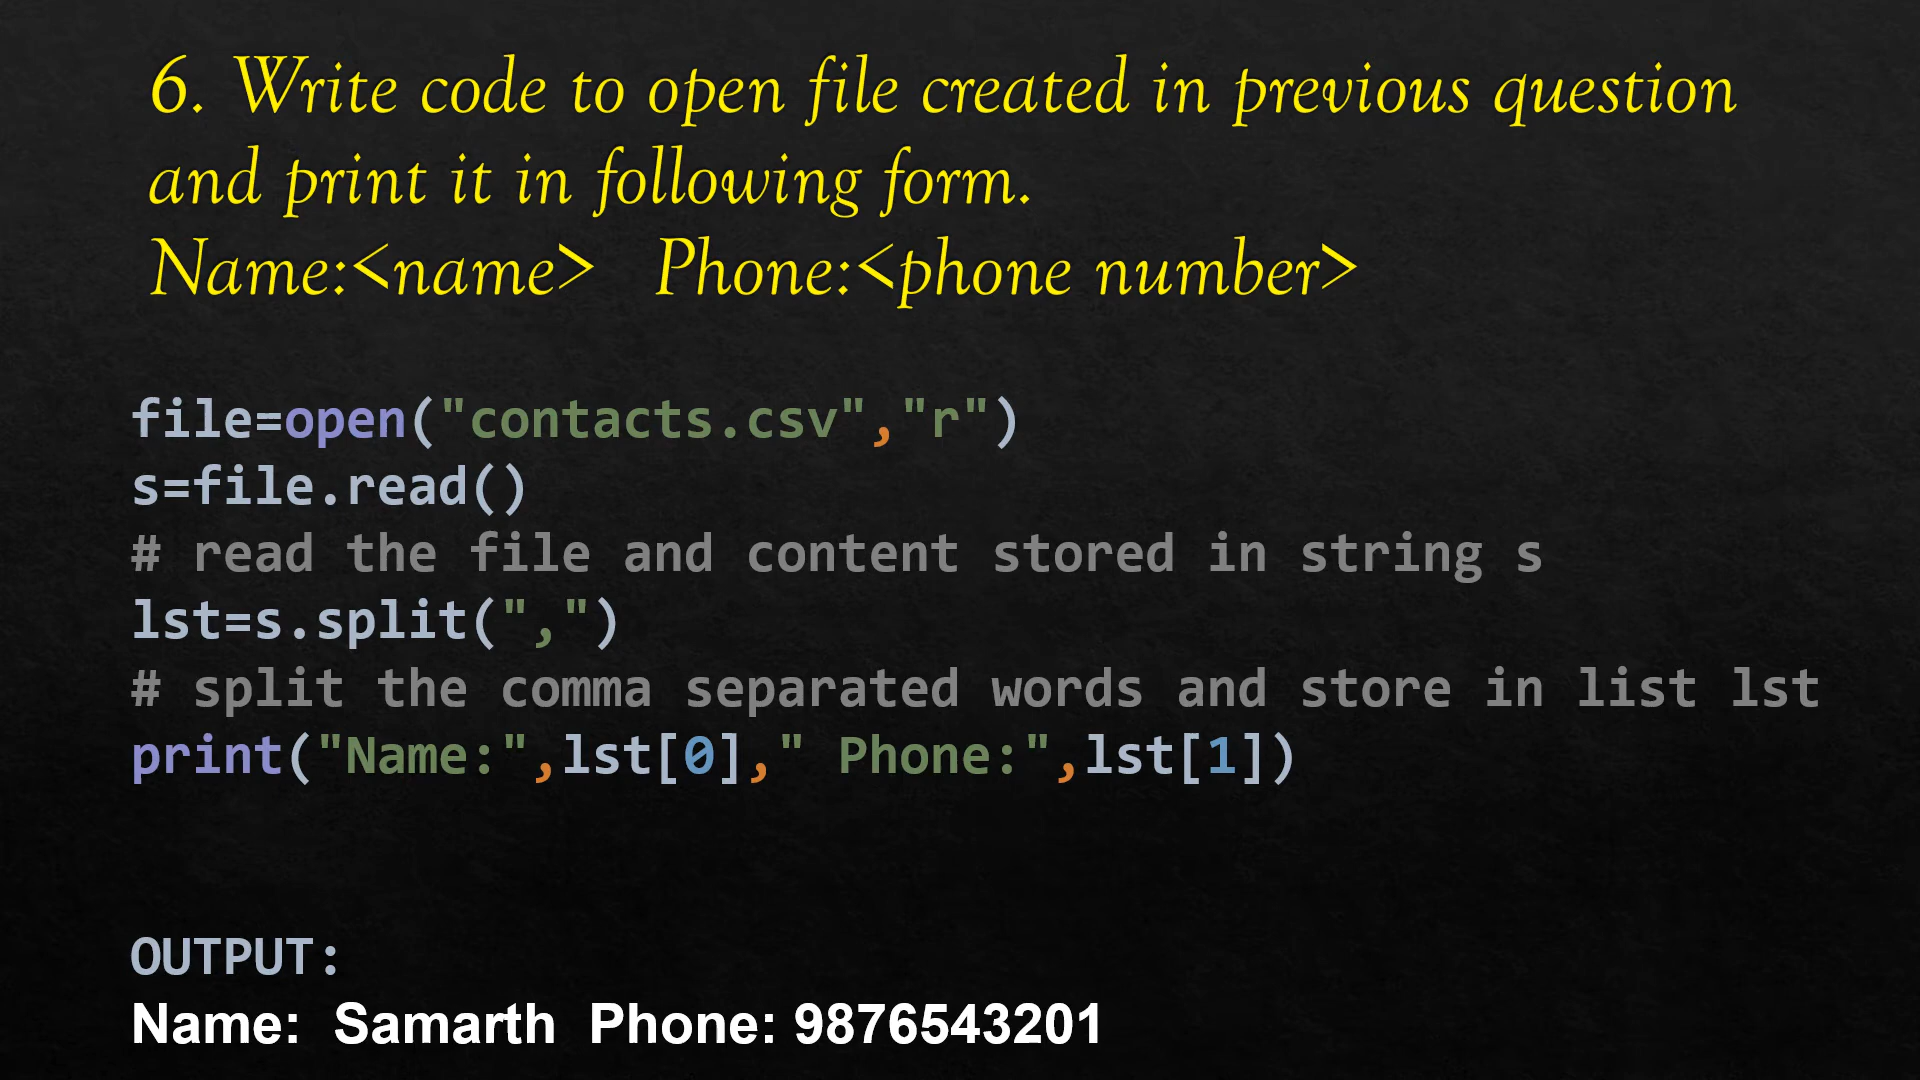 6. Write code to open file created in previous question
and print it in following form.
Name:<name>   Phone:<phone number>
file=open("contacts.csv","r")
s=file.read()
# read the file and content stored in string s
lst=s.split(",")
# split the comma separated words and store in list lst
print("Name:",lst[0]," Phone:",lst[1])
OUTPUT:
Name:  Samarth  Phone: 9876543201